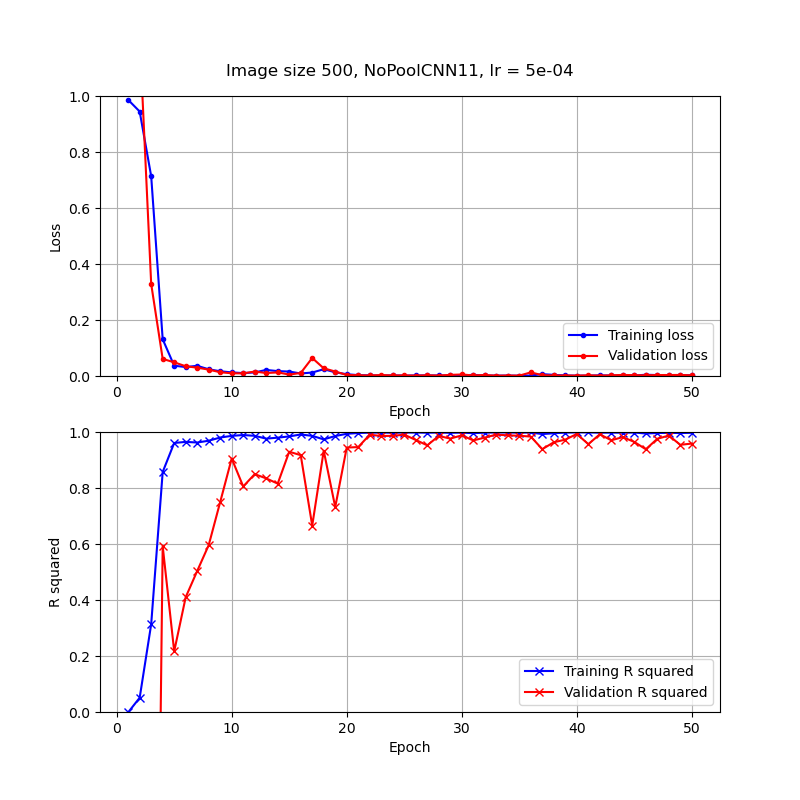 Image size 500, NoPoolCNN11, lr = 5e-04
1.0
0.8
0.6
0.4
0.2
0.0
Loss
Training loss
Validation loss
0 10 20 30 40 50
Epoch
1.0
0.8
0.6
0.4
0.2
0.0
R squared
Training R squared
Validation R squared
0 10 20 30 40 50
Epoch